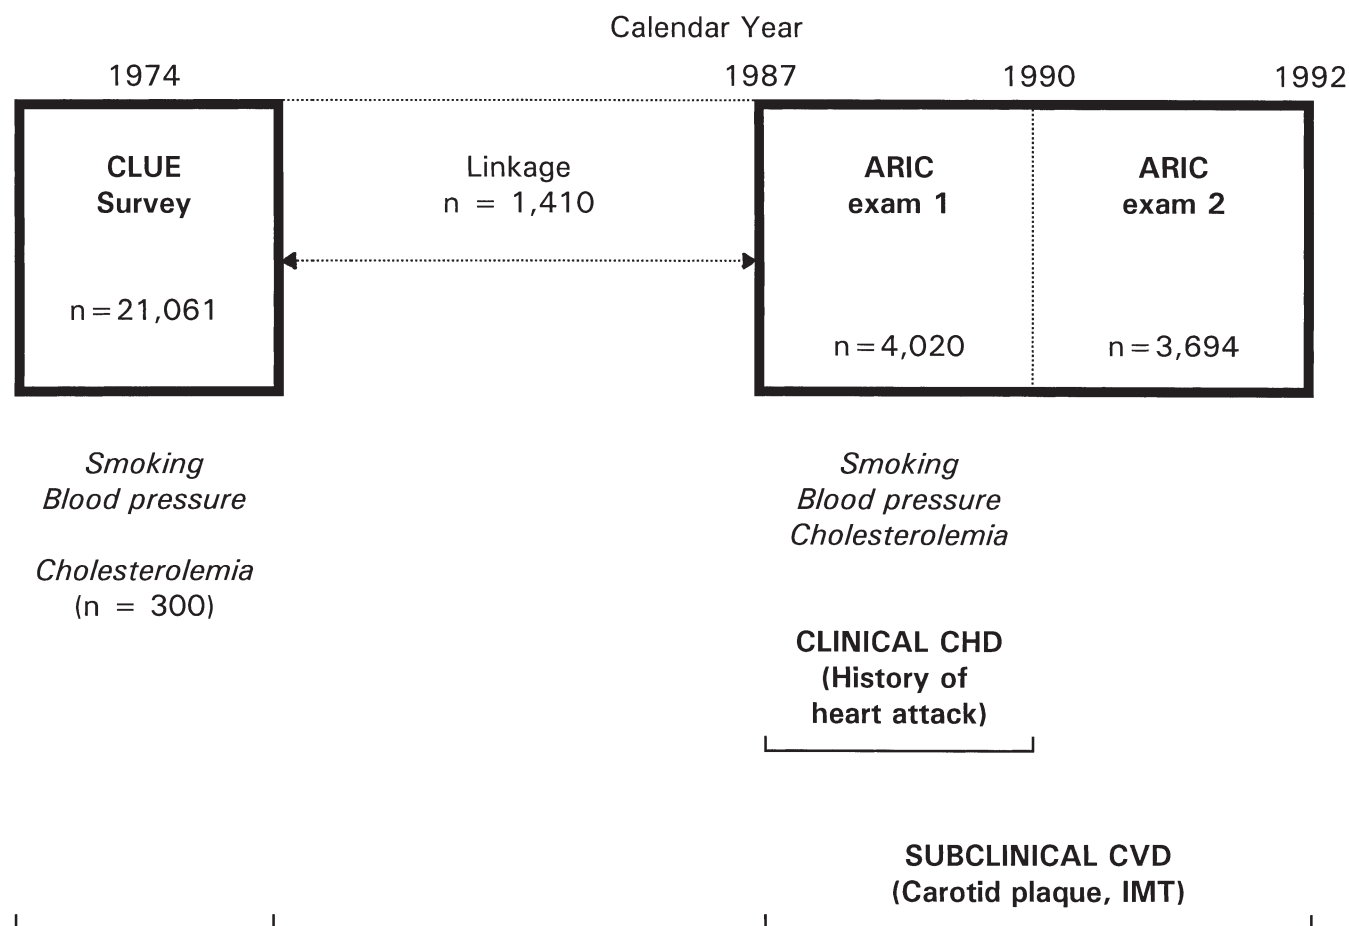 Calendar Year
1974 1987 1990 1992
CLUE
Survey
n=21,061
Linkage
n = 1,410
ARIC
exam 1
n=4,020
ARIC
exam 2
n=3,694
Smoking
Blood pressure
Cholesterolemia
(n = 300)
Smoking
Blood pressure
Cholesterolemia
CLINICAL CHD
(History of
heart attack)
SUBCLINICAL CVD
(Carotid plaque, IMT)